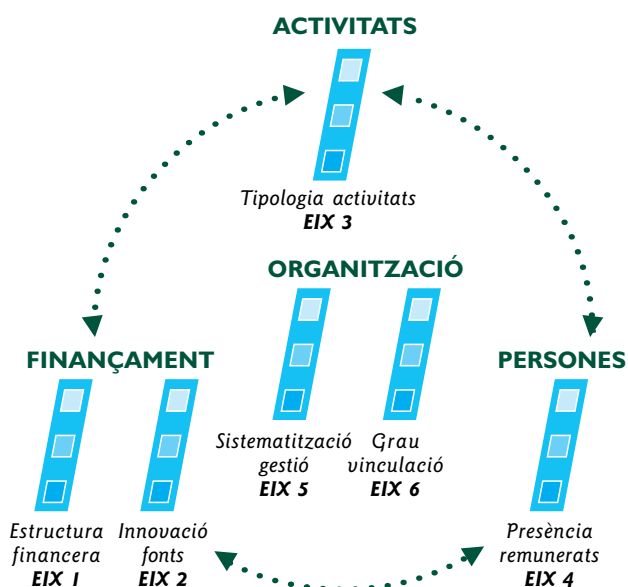 ACTIVITATS
Tipologia activitats
EIX 3
ORGANITZACIÓ
Sistematització
gestió
EIX 5
Grau
vinculació
EIX 6
FINANÇAMENT
Estructura
financera
EIX 1
Innovació
fonts
EIX 2
PERSONES
Presència
remunerats
EIX 4